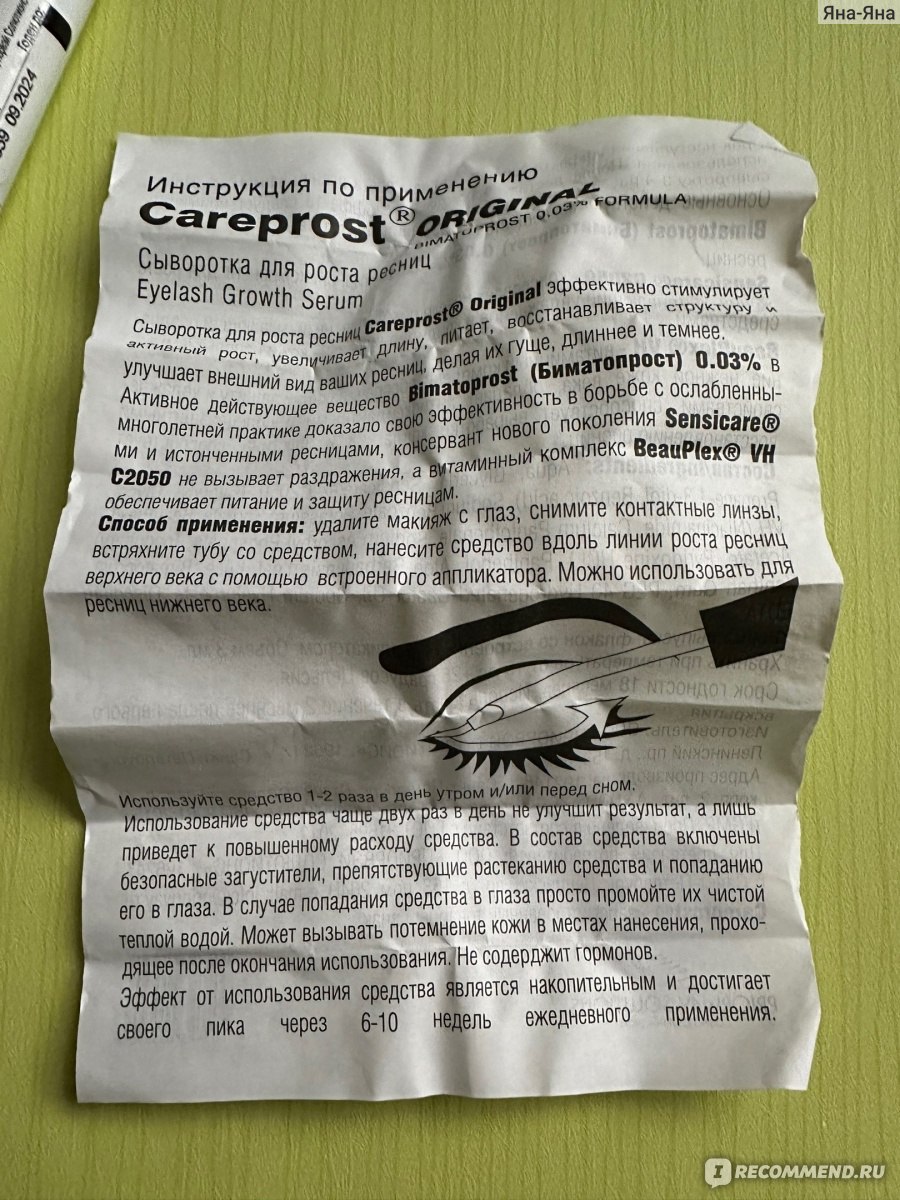 Яна-Яна
Годен до:
09.2024
Инструкция по применению
Careprost® ORIGINAL
BIMATOPROST 0.03% FORMULA
Сыворотка для роста ресниц
Eyelash Growth Serum
Сыворотка для роста ресниц Careprost® Original эффективно стимулирует
активный рост, увеличивает длину, питает, восстанавливает структуру и
улучшает внешний вид ваших ресниц, делая их гуще, длиннее и темнее.
Активное действующее вещество Bimatoprost (Биматопрост) 0.03% в
многолетней практике доказало свою эффективность в борьбе с ослабленны-
ми и истонченными ресницами, консервант нового поколения Sensicare®
C2050 не вызывает раздражения, а витаминный комплекс BeauPlex® VH
обеспечивает питание и защиту ресницам.
Способ применения: удалите макияж с глаз, снимите контактные линзы,
встряхните тубу со средством, нанесите средство вдоль линии роста ресниц
верхнего века с помощью встроенного аппликатора. Можно использовать для
ресниц нижнего века.
Используйте средство 1-2 раза в день утром и/или перед сном.
Использование средства чаще двух раз в день не улучшит результат, а лишь
приведет к повышенному расходу средства. В состав средства включены
безопасные загустители, препятствующие растеканию средства и попаданию
его в глаза. В случае попадания средства в глаза просто промойте их чистой
теплой водой. Может вызывать потемнение кожи в местах нанесения, прохо-
дящее после окончания использования. Не содерджит гормонов.
Эффект от использования средства является накопительным и достигает
своего пика через 6-10 недель ежедневного применения.
IRECOMMEND.RU